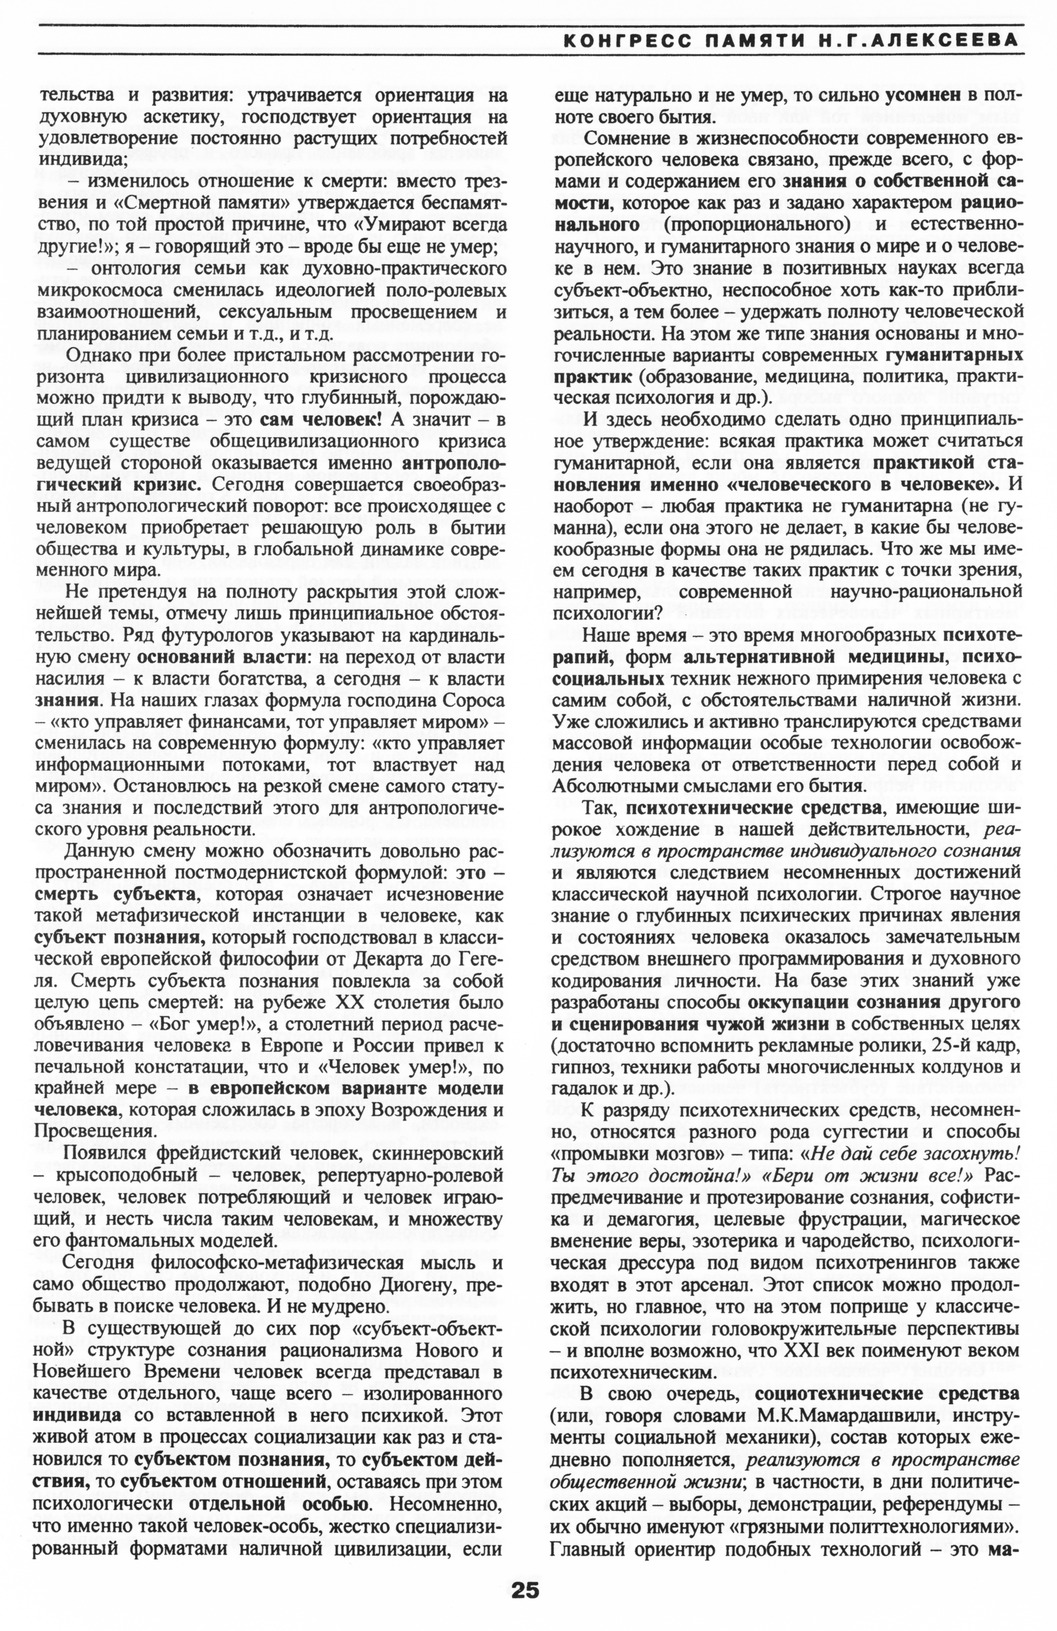 КОНГРЕСС ПАМЯТИ Н.Г.АЛЕКСЕЕВА
тельства и развития: утрачивается ориентация на
духовную аскетику, господствует ориентация на
удовлетворение постоянно растущих потребностей
индивида;
– изменилось отношение к смерти: вместо трез-
вения и «Смертной памяти» утверждается беспамят-
ство, по той простой причине, что «Умирают всегда
другие!»; я – говорящий это – вроде бы еще не умер;
– онтология семьи как духовно-практического
микрокосмоса сменилась идеологией поло-ролевых
взаимоотношений, сексуальным просвещением и
планированием семьи и т.д., и т.д.
Однако при более пристальном рассмотрении го-
ризонта цивилизационного кризисного процесса
можно придти к выводу, что глубинный, порождаю-
щий план кризиса – это сам человек! А значит – в
самом существе общецивилизационного кризиса
ведущей стороной оказывается именно антрополо-
гический кризис. Сегодня совершается своеобраз-
ный антропологический поворот: все происходящее с
человеком приобретает решающую роль в бытии
общества и культуры, в глобальной динамике совре-
менного мира.
Не претендуя на полноту раскрытия этой слож-
нейшей темы, отмечу лишь принципиальное обстоя-
тельство. Ряд футурологов указывают на кардиналь-
ную смену оснований власти: на переход от власти
насилия – к власти богатства, а сегодня – к власти
знания. На наших глазах формула господина Сороса
– «кто управляет финансами, тот управляет миром» –
сменилась на современную формулу: «кто управляет
информационными потоками, тот властвует над
миром». Остановлюсь на резкой смене самого стату-
са знания и последствий этого для антропологиче-
ского уровня реальности.
Данную смену можно обозначить довольно рас-
пространенной постмодернистской формулой: это –
смерть субъекта, которая означает исчезновение
такой метафизической инстанции в человеке, как
субъект познания, который господствовал в класси-
ческой европейской философии от Декарта до Геге-
ля. Смерть субъекта познания повлекла за собой
целую цепь смертей: на рубеже XX столетия было
объявлено – «Бог умер!», а столетний период расче-
ловечивания человека в Европе и России привел к
печальной констатации, что и «Человек умер!», по
крайней мере – в европейском варианте модели
человека, которая сложилась в эпоху Возрождения и
Просвещения.
Появился фрейдистский человек, скиннеровский
– крысоподобный – человек, репертуарно-ролевой
человек, человек потребляющий и человек играю-
щий, и несть числа таким человекам, и множеству
его фантомальных моделей.
Сегодня философско-метафизическая мысль и
само общество продолжают, подобно Диогену, пре-
бывать в поиске человека. И не мудрено.
В существующей до сих пор «субъект-объект-
ной» структуре сознания рационализма Нового и
Новейшего Времени человек всегда представал в
качестве отдельного, чаще всего – изолированного
индивида со вставленной в него психикой. Этот
живой атом в процессах социализации как раз и ста-
новился то субъектом познания, то субъектом дей-
ствия, то субъектом отношений, оставаясь при этом
психологически отдельной особью. Несомненно,
что именно такой человек-особь, жестко специализи-
рованный форматами наличной цивилизации, если
еще натурально и не умер, то сильно усомнен в пол-
ноте своего бытия.
Сомнение в жизнеспособности современного ев-
ропейского человека связано, прежде всего, с фор-
мами и содержанием его знания о собственной са-
мости, которое как раз и задано характером рацио-
нального (пропорционального) и естественно-
научного, и гуманитарного знания о мире и о челове-
ке в нем. Это знание в позитивных науках всегда
субъект-объектно, неспособное хоть как-то прибли-
зиться, а тем более – удержать полноту человеческой
реальности. На этом же типе знания основаны и мно-
гочисленные варианты современных гуманитарных
практик (образование, медицина, политика, практи-
ческая психология и др.).
И здесь необходимо сделать одно принципиаль-
ное утверждение: всякая практика может считаться
гуманитарной, если она является практикой ста-
новления именно «человеческого в человеке». И
наоборот – любая практика не гуманитарна (не гу-
манна), если она этого не делает, в какие бы челове-
кообразные формы она не рядилась. Что же мы име-
ем сегодня в качестве таких практик с точки зрения,
например, современной научно-рациональной
психологии?
Наше время – это время многообразных психоте-
рапий, форм альтернативной медицины, психо-
социальных техник нежного примирения человека с
самим собой, с обстоятельствами наличной жизни.
Уже сложились и активно транслируются средствами
массовой информации особые технологии освобож-
дения человека от ответственности перед собой и
Абсолютными смыслами его бытия.
Так, психотехнические средства, имеющие ши-
рокое хождение в нашей действительности, реа-
лизуются в пространстве индивидуального сознания
и являются следствием несомненных достижений
классической научной психологии. Строгое научное
знание о глубинных психических причинах явления
и состояниях человека оказалось замечательным
средством внешнего программирования и духовного
кодирования личности. На базе этих знаний уже
разработаны способы оккупации сознания другого
и сценирования чужой жизни в собственных целях
(достаточно вспомнить рекламные ролики, 25-й кадр,
гипноз, техники работы многочисленных колдунов и
гадалок и др.).
К разряду психотехнических средств, несомнен-
но, относятся разного рода суггестии и способы
«промывки мозгов» – типа: «Не дай себе засохнуть!
Ты этого достойна!» «Бери от жизни все!» Рас-
предмечивание и протезирование сознания, софисти-
ка и демагогия, целевые фрустрации, магическое
вменение веры, эзотерика и чародейство, психологи-
ческая дрессура под видом психотренингов также
входят в этот арсенал. Этот список можно продол-
жить, но главное, что на этом поприще у классиче-
ской психологии головокружительные перспективы
– и вполне возможно, что XXI век поименуют веком
психотехническим.
В свою очередь, социотехнические средства
(или, говоря словами М.К.Мамардашвили, инстру-
менты социальной механики), состав которых еже-
дневно пополняется, реализуются в пространстве
общественной жизни; в частности, в дни политиче-
ских акций – выборы, демонстрации, референдумы –
их обычно именуют «грязными политтехнологиями».
Главный ориентир подобных технологий – это ма-
25